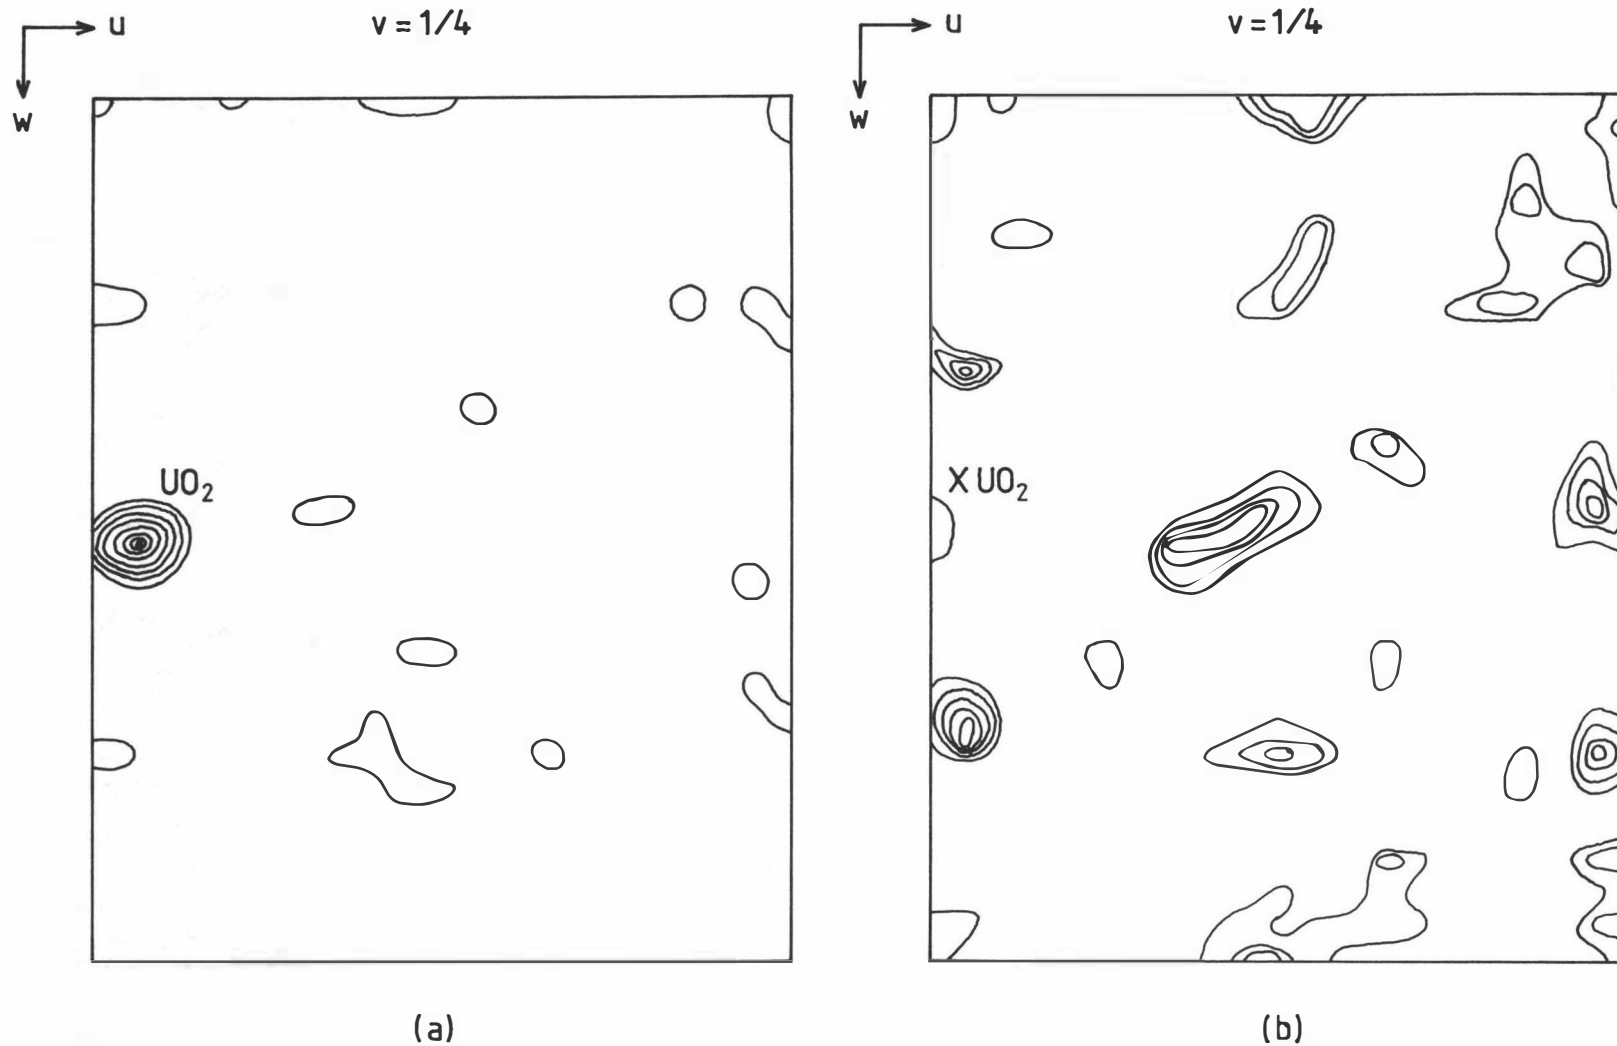 u
v = 1/4
w
UO₂
(a)
u
v = 1/4
w
X UO₂
(b)